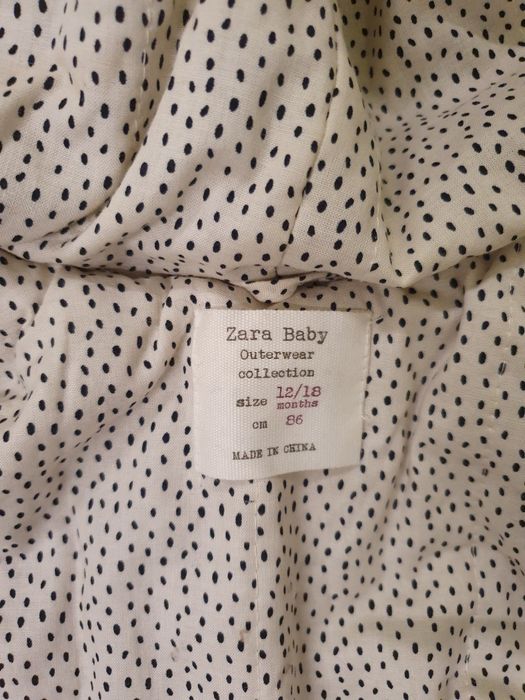 Zara Baby
Outerwear
collection
size 12/18
months
cm 86
MADE IN CHINA